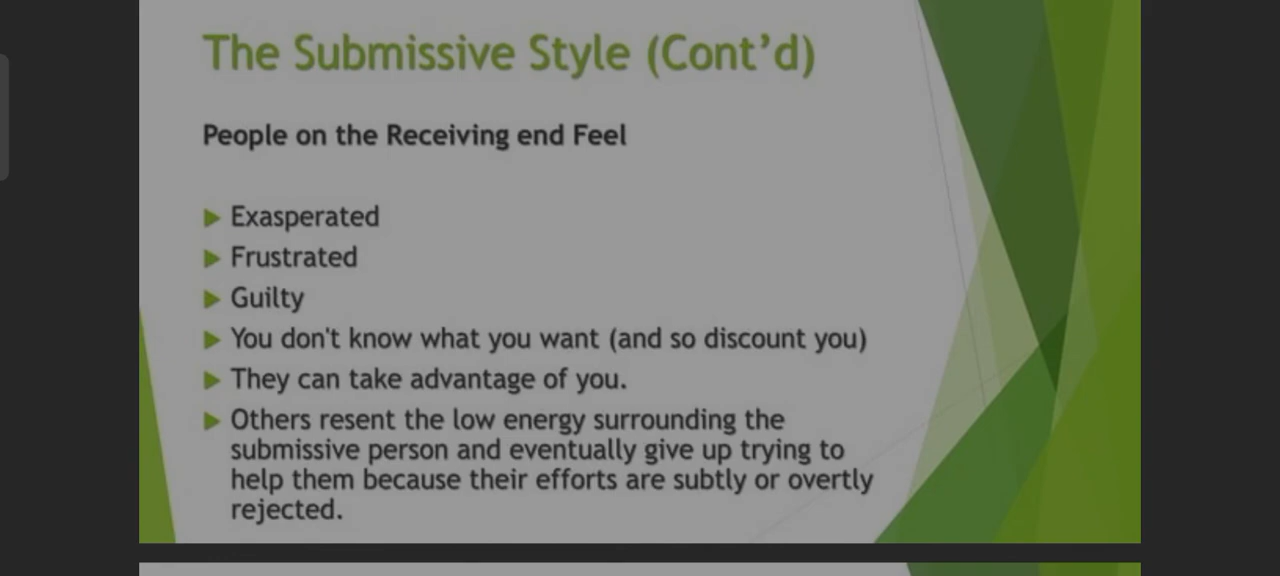 The Submissive Style (Cont’d)
People on the Receiving end Feel
Exasperated
Frustrated
Guilty
You don't know what you want (and so discount you)
They can take advantage of you.
Others resent the low energy surrounding the
submissive person and eventually give up trying to
help them because their efforts are subtly or overtly
rejected.